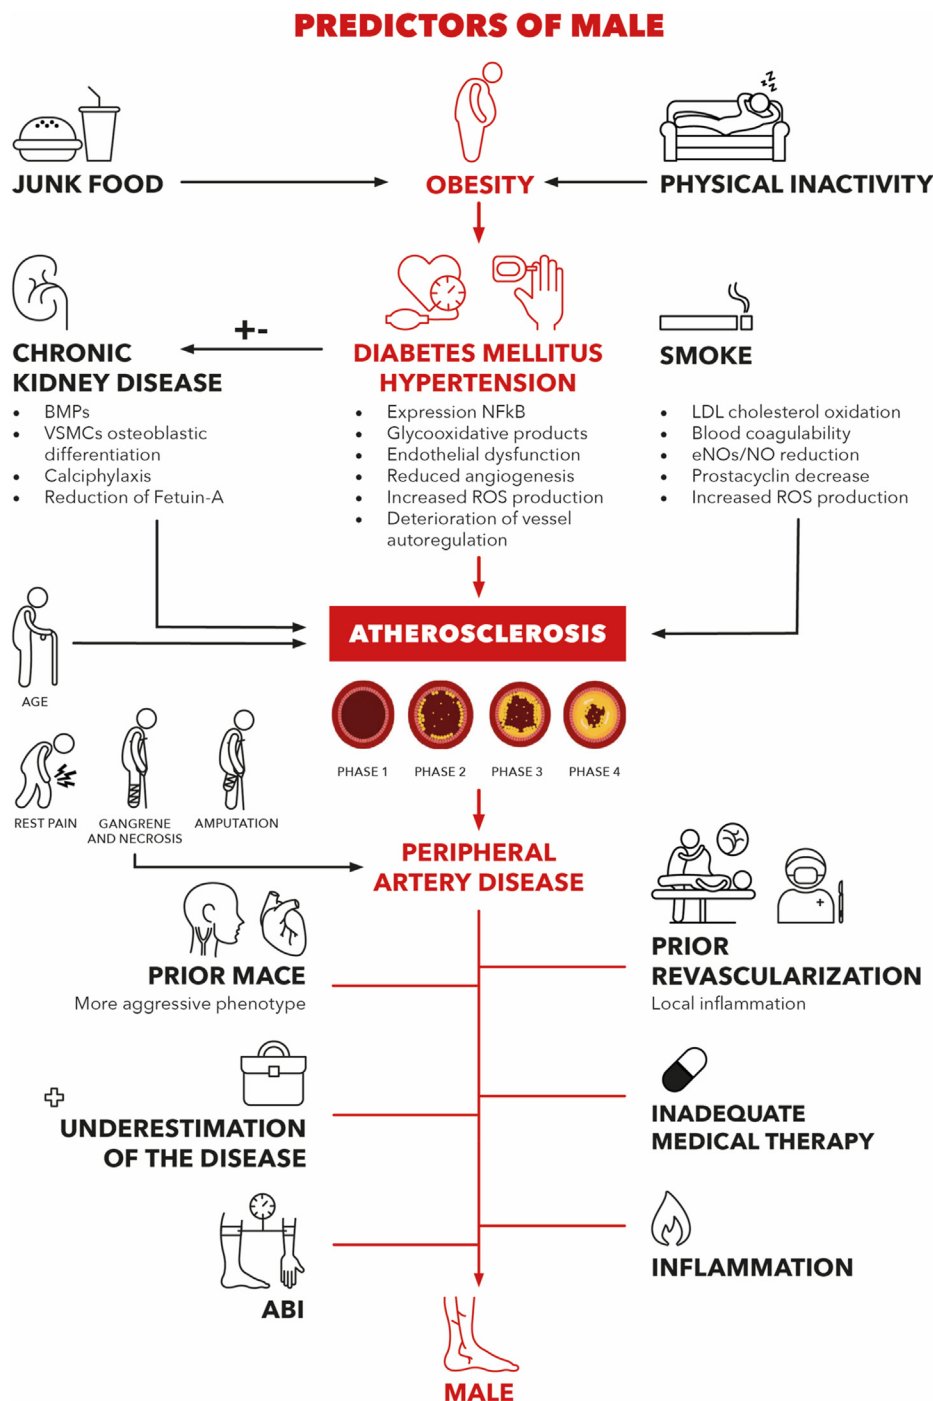 PREDICTORS OF MALE
zzz
JUNK FOOD
OBESITY
PHYSICAL INACTIVITY
+-
CHRONIC
KIDNEY DISEASE
• BMPs
• VSMCs osteoblastic
differentiation
• Calciphylaxis
• Reduction of Fetuin-A
DIABETES MELLITUS
HYPERTENSION
• Expression NFkB
• Glycooxidative products
• Endothelial dysfunction
• Reduced angiogenesis
• Increased ROS production
• Deterioration of vessel
autoregulation
SMOKE
• LDL cholesterol oxidation
• Blood coagulability
• eNOs/NO reduction
• Prostacyclin decrease
• Increased ROS production
ATHEROSCLEROSIS
AGE
PHASE 1
PHASE 2
PHASE 3
PHASE 4
REST PAIN
GANGRENE
AND NECROSIS
AMPUTATION
PERIPHERAL
ARTERY DISEASE
PRIOR MACE
More aggressive phenotype
PRIOR
REVASCULARIZATION
Local inflammation
UNDERESTIMATION
OF THE DISEASE
INADEQUATE
MEDICAL THERAPY
ABI
INFLAMMATION
MALE